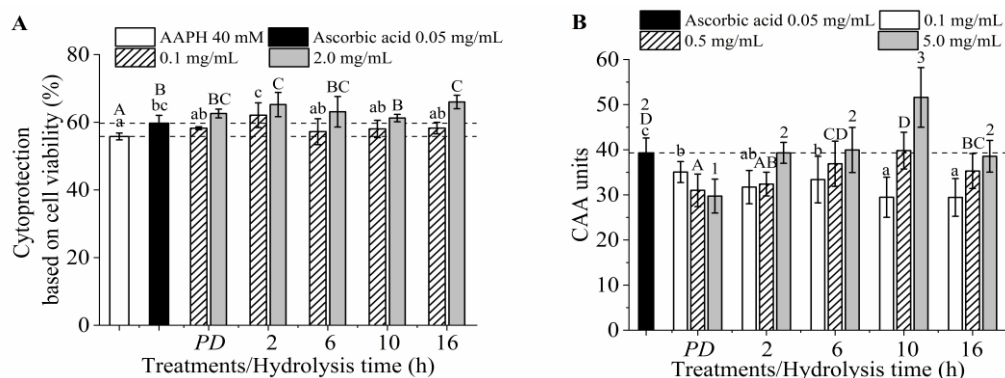 A
AAPH 40 mM
Ascorbic acid 0.05 mg/mL
0.1 mg/mL
2.0 mg/mL
Cytoprotection
based on cell viability (%)
80
60
40
20
0
A
a
B
bc
ab
BC
c
C
ab
BC
ab
B
ab
C
PD
2
6
10
16
Treatments/Hydrolysis time (h)
B
Ascorbic acid 0.05 mg/mL
0.1 mg/mL
0.5 mg/mL
5.0 mg/mL
CAA units
60
50
40
30
20
10
0
2
D
c
b
A
1
ab
AB
2
b
CD
2
a
D
3
a
BC
2
PD
2
6
10
16
Treatments/Hydrolysis time (h)